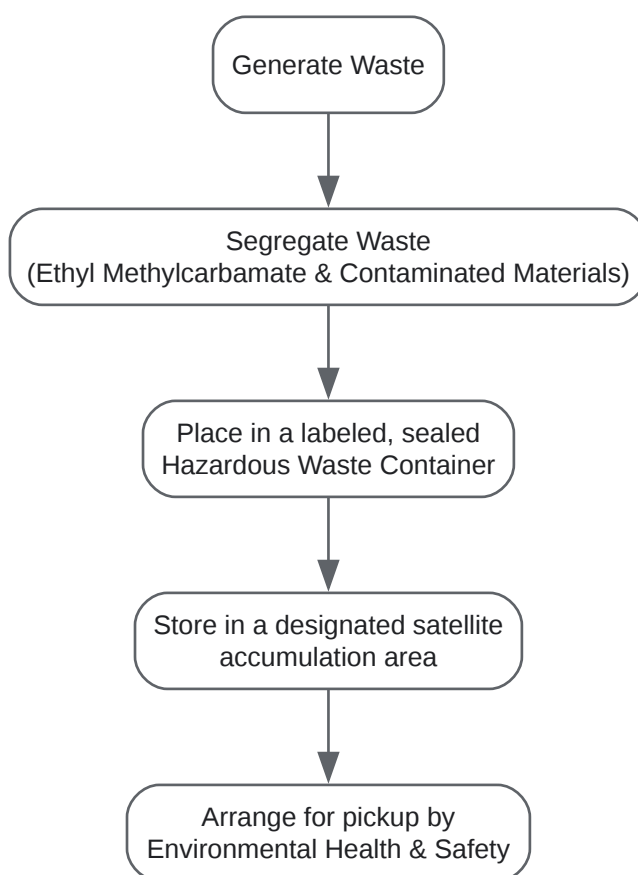 Generate Waste
Segregate Waste
(Ethyl Methylcarbamate & Contaminated Materials)
Place in a labeled, sealed
Hazardous Waste Container
Store in a designated satellite
accumulation area
Arrange for pickup by
Environmental Health & Safety